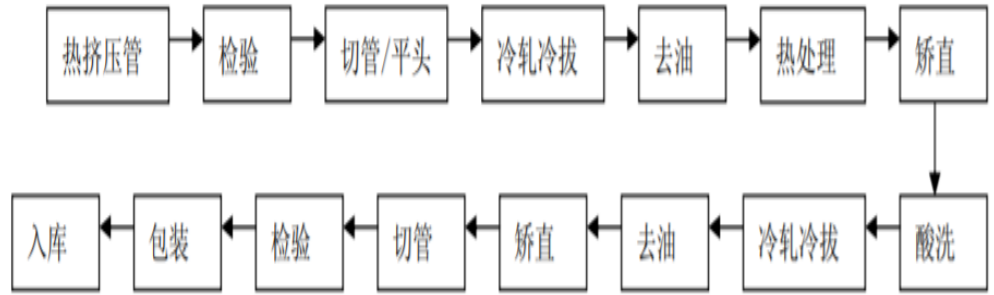 热挤压管
检验
切管/平头
冷轧冷拔
去油
热处理
矫直
酸洗
冷轧冷拔
去油
矫直
切管
检验
包装
入库